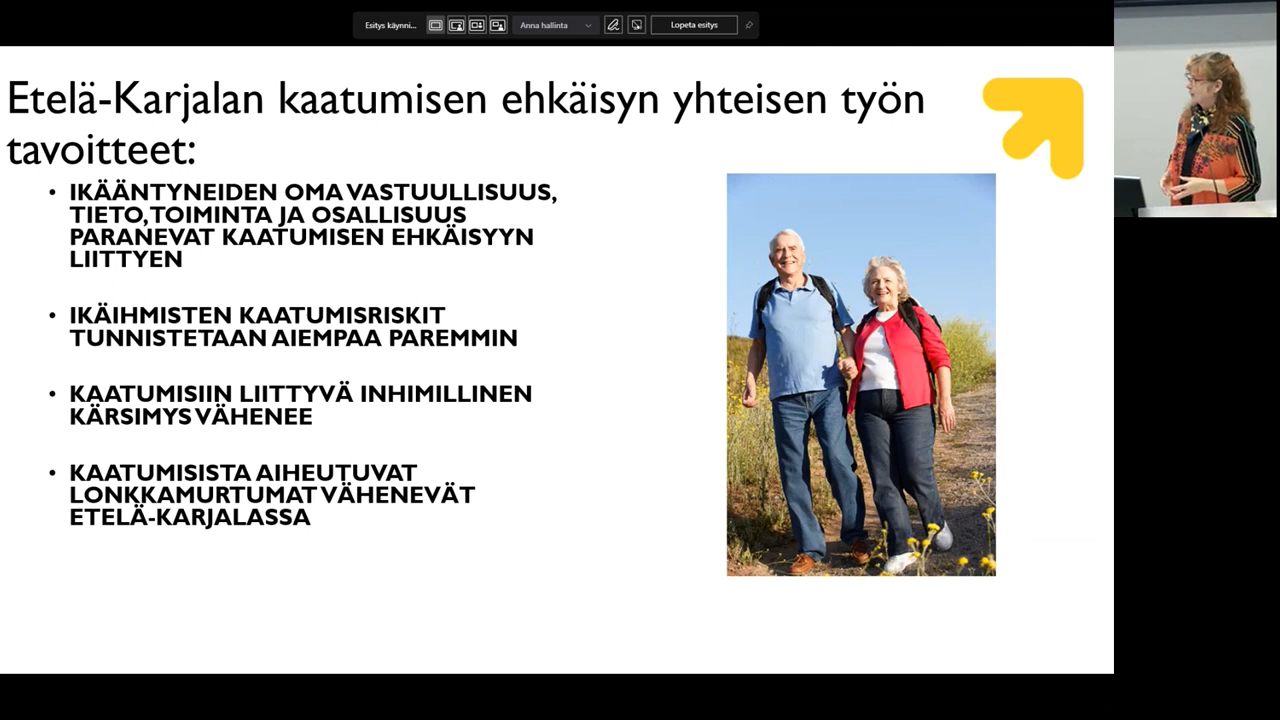 Esitys käynni...
Anna hallinta
Lopeta esitys
Etelä-Karjalan kaatumisen ehkäisyn yhteisen työn
tavoitteet:
• IKÄÄNTYNEIDEN OMA VASTUULLISUUS,
TIETO, TOIMINTA JA OSALLISUUS
PARANEVAT KAATUMISEN EHKÄISYYN
LIITTYEN
• IKÄIHMISTEN KAATUMISRISKIT
TUNNISTETAAN AIEMPAA PAREMMIN
• KAATUMISIIN LIITTYVÄ INHIMILLINEN
KÄRSIMYS VÄHENEE
• KAATUMISISTA AIHEUTUVAT
LONKKAMURTUMAT VÄHENEVÄT
ETELÄ-KARJALASSA